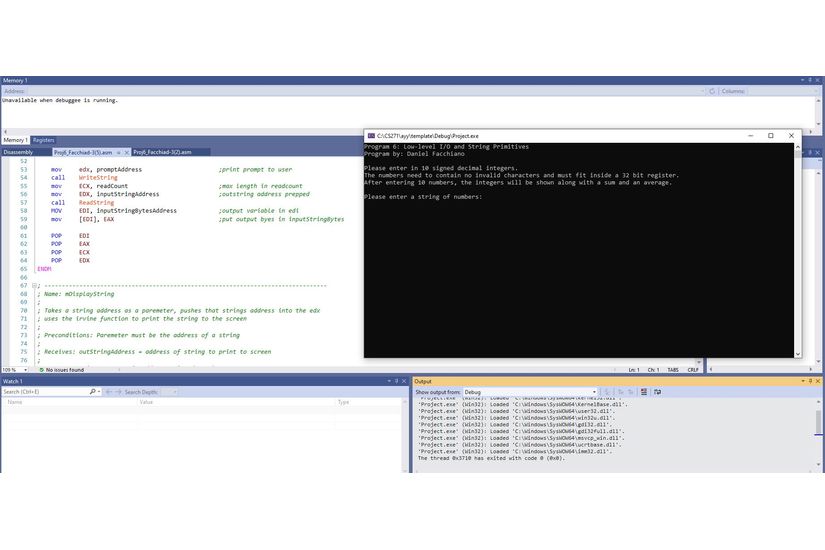 Memory 1
Address:
Columns:
Unavailable when debuggee is running.
Memory 1 Registers
Disassembly Proj6_Facchiad-3(5).asm Proj6_Facchiad-3(2).asm
52
53 mov edx, promptAddress ;print prompt to user
54 call WriteString
55 mov ECX, readCount ;max length in readcount
56 mov EDX, inputStringAddress ;outstring address prepped
57 call ReadString
58 MOV EDI, inputStringBytesAddress ;output variable in edi
59 mov [EDI], EAX ;put output byes in inputStringBytes
60
61 POP EDI
62 POP EAX
63 POP ECX
64 POP EDX
65 ENDM
66
67 ; --------------------------------------------------------------------------------
68 ; Name: mDisplayString
69 ;
70 ; Takes a string address as a paremeter, pushes that strings address into the edx
71 ; uses the irvine function to print the string to the screen
72 ;
73 ; Preconditions: Paremeter must be the address of a string
74 ;
75 ; Receives: outStringAddress = address of string to print to screen
76
109 % No issues found Ln: 1 Ch: 1 TABS CRLF
C:\CS271\ayy\template\Debug\Project.exe
Program 6: Low-level I/O and String Primitives
Program by: Daniel Facchiano
Please enter in 10 signed decimal integers.
The numbers need to contain no invalid characters and must fit inside a 32 bit register.
After entering 10 numbers, the integers will be shown along with a sum and an average.
Please enter a string of numbers:
Watch 1
Search (Ctrl+E) Search Depth:
Name Value Type
Output
Show output from: Debug
'Project.exe' (Win32): Loaded 'C:\Windows\SysWOW64\kernel32.dll'.
'Project.exe' (Win32): Loaded 'C:\Windows\SysWOW64\KernelBase.dll'.
'Project.exe' (Win32): Loaded 'C:\Windows\SysWOW64\user32.dll'.
'Project.exe' (Win32): Loaded 'C:\Windows\SysWOW64\win32u.dll'.
'Project.exe' (Win32): Loaded 'C:\Windows\SysWOW64\gdi32.dll'.
'Project.exe' (Win32): Loaded 'C:\Windows\SysWOW64\gdi32full.dll'.
'Project.exe' (Win32): Loaded 'C:\Windows\SysWOW64\msvcp_win.dll'.
'Project.exe' (Win32): Loaded 'C:\Windows\SysWOW64\ucrtbase.dll'.
'Project.exe' (Win32): Loaded 'C:\Windows\SysWOW64\imm32.dll'.
The thread 0x3710 has exited with code 0 (0x0).